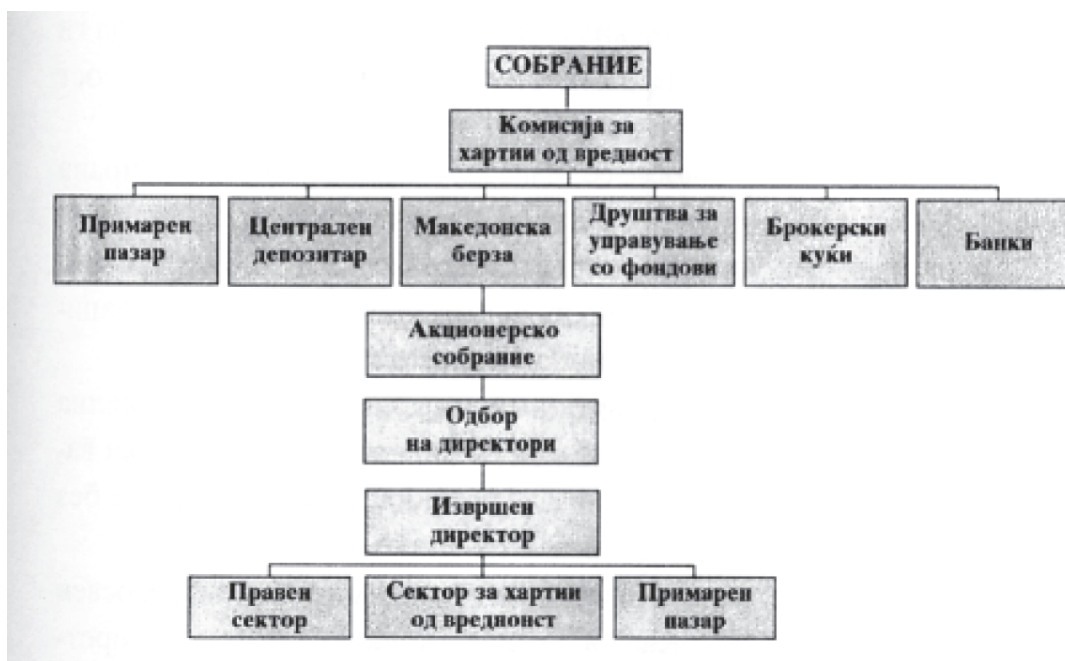 СОБРАНИЕ
Комисија за
хартии од вредност
Примарен
пазар
Централен
депозитар
Македонска
берза
Друштва за
управување
со фондови
Брокерски
куќи
Банки
Акционерско
собрание
Одбор
на директори
Извршен
директор
Правен
сектор
Сектор за хартии
од вреднонст
Примарен
пазар